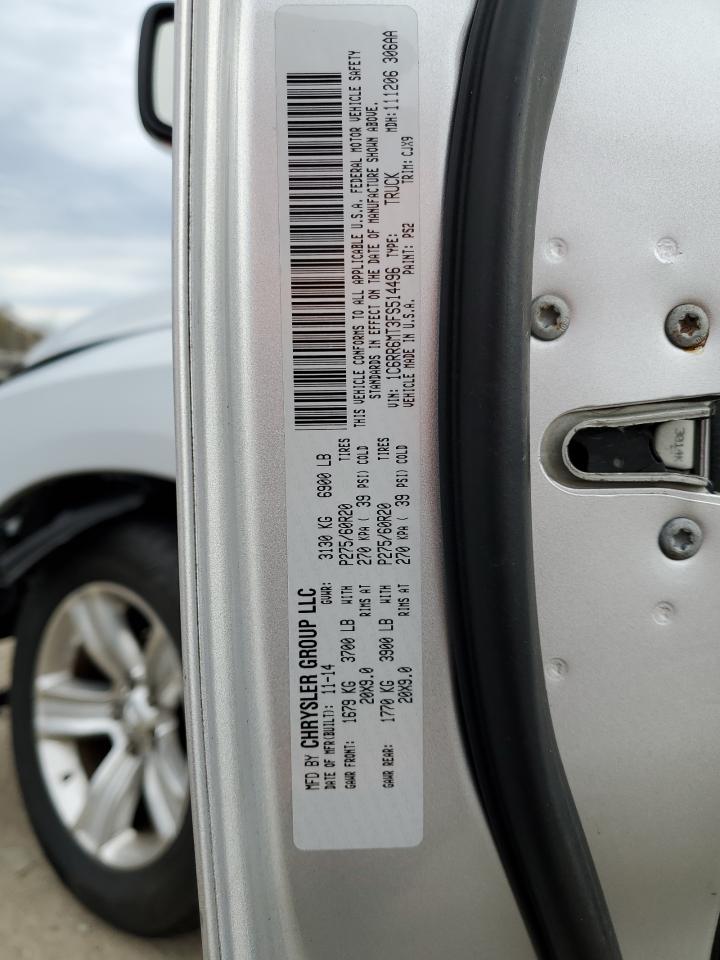 MFD BY CHRYSLER GROUP LLC
DATE OF MFR(BUILT): 11-14 GVWR: 3130 KG 6900 LB
GAWR FRONT: 1679 KG 3700 LB WITH P275/60R20 TIRES
20X9.0 RIMS AT 270 KPA ( 39 PSI) COLD
GAWR REAR: 1770 KG 3900 LB WITH P275/60R20 TIRES
20X9.0 RIMS AT 270 KPA ( 39 PSI) COLD
THIS VEHICLE CONFORMS TO ALL APPLICABLE U.S.A. FEDERAL MOTOR VEHICLE SAFETY
STANDARDS IN EFFECT ON THE DATE OF MANUFACTURE SHOWN ABOVE.
VIN: 1C6RR6MT3FS514496 TYPE: TRUCK MDH: 111206 306AA
VEHICLE MADE IN U.S.A. PAINT: PS2 TRIM: CJX9